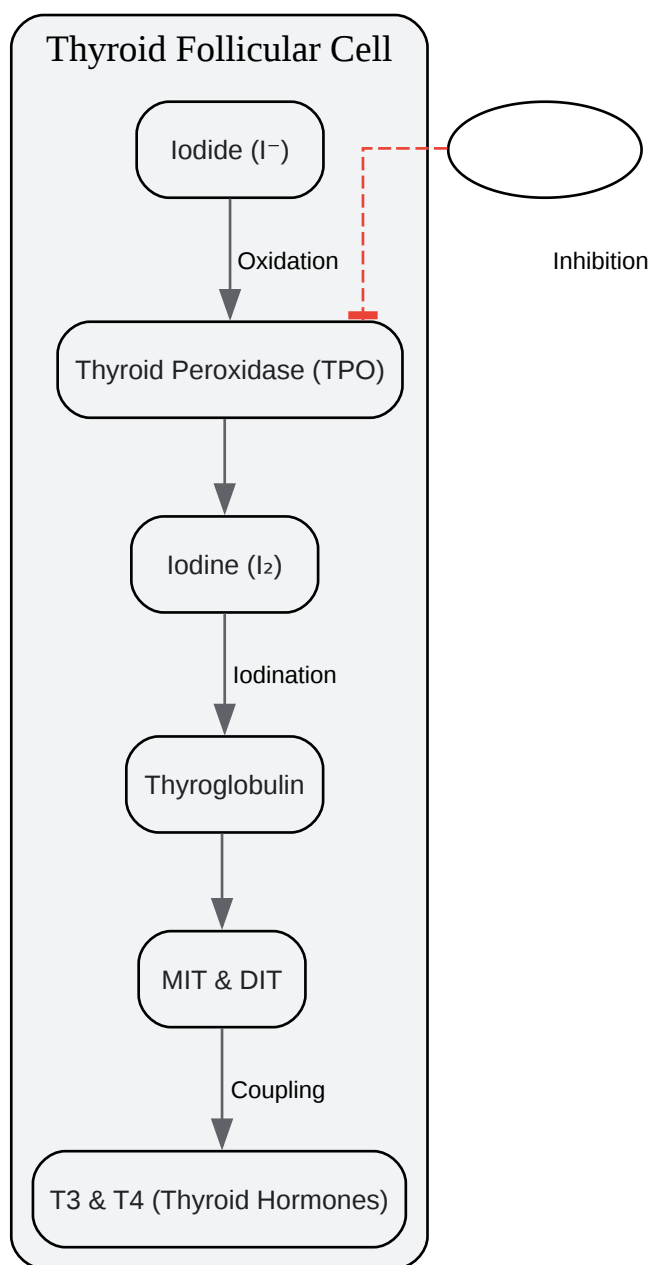 Thyroid Follicular Cell
Iodide (I⁻)
Oxidation
Inhibition
Thyroid Peroxidase (TPO)
Iodine (I₂)
Iodination
Thyroglobulin
MIT & DIT
Coupling
T3 & T4 (Thyroid Hormones)